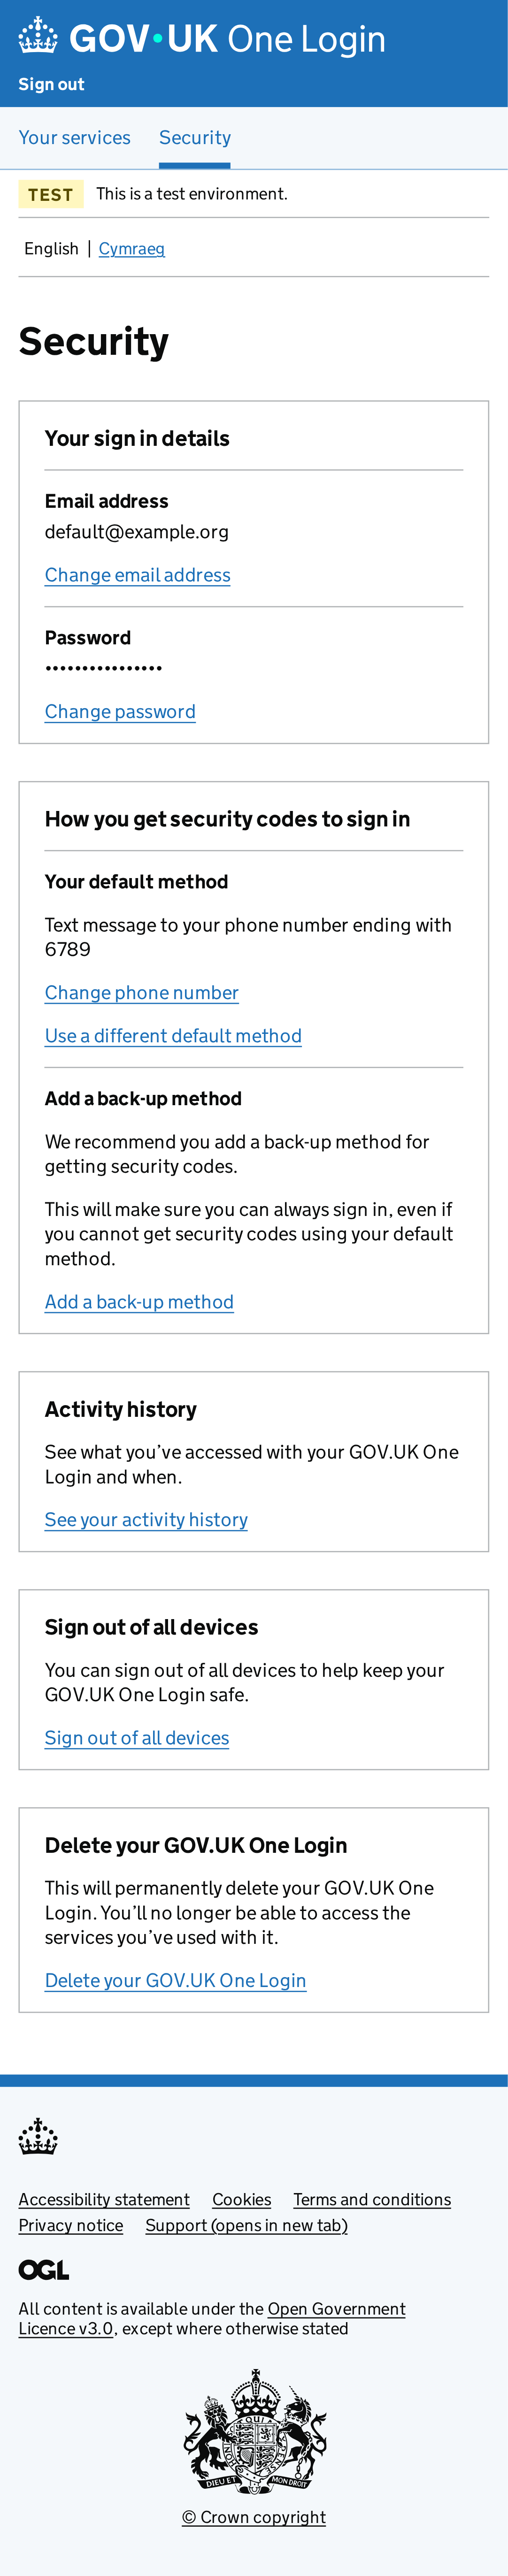 GOV•UK One Login
Sign out
Your services Security
TEST This is a test environment.
English | Cymraeg
Security
Your sign in details
Email address
default@example.org
Change email address
Password
••••••••••••••••
Change password
How you get security codes to sign in
Your default method
Text message to your phone number ending with
6789
Change phone number
Use a different default method
Add a back-up method
We recommend you add a back-up method for
getting security codes.
This will make sure you can always sign in, even if
you cannot get security codes using your default
method.
Add a back-up method
Activity history
See what you’ve accessed with your GOV.UK One
Login and when.
See your activity history
Sign out of all devices
You can sign out of all devices to help keep your
GOV.UK One Login safe.
Sign out of all devices
Delete your GOV.UK One Login
This will permanently delete your GOV.UK One
Login. You’ll no longer be able to access the
services you’ve used with it.
Delete your GOV.UK One Login
Accessibility statement Cookies Terms and conditions
Privacy notice Support (opens in new tab)
OGL
All content is available under the Open Government
Licence v3.0, except where otherwise stated
DIEU ET MON DROIT
© Crown copyright